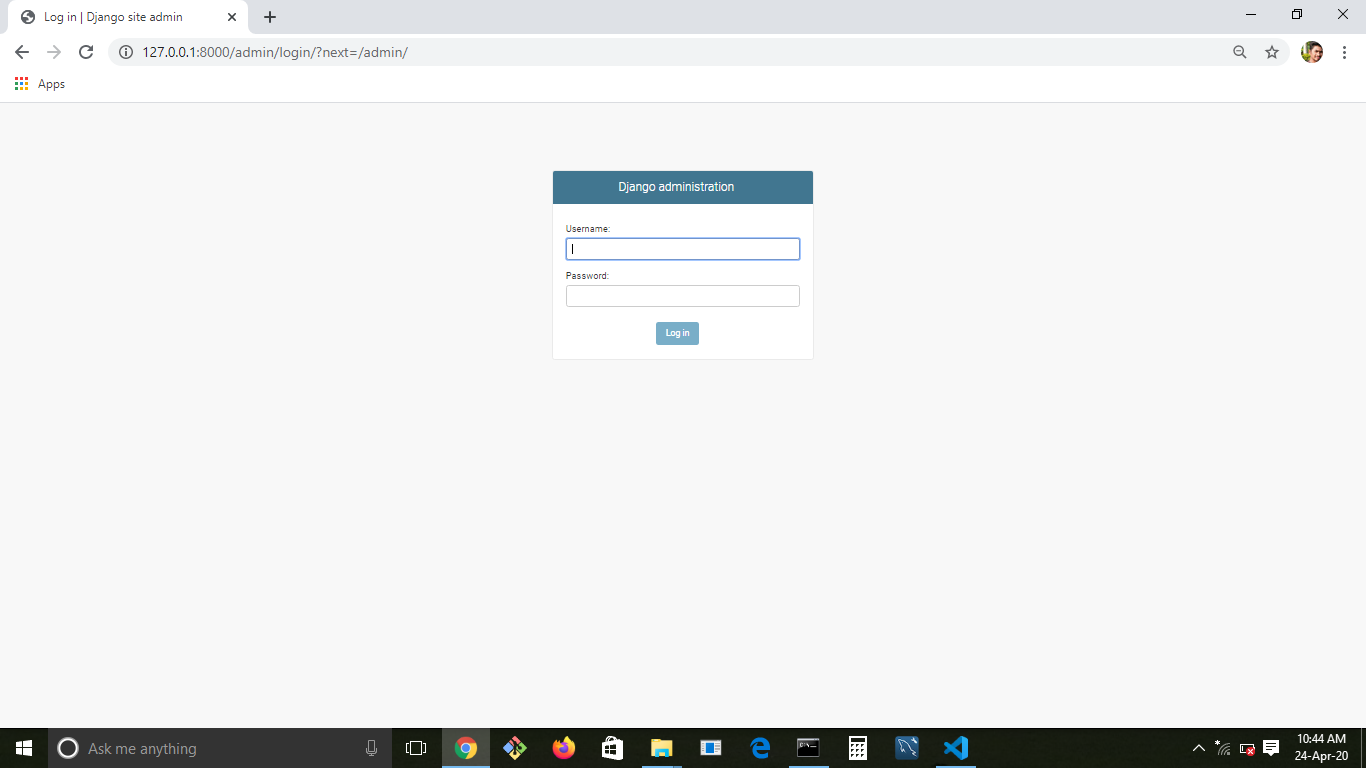 Log in | Django site admin
127.0.0.1:8000/admin/login/?next=/admin/
Apps
Django administration
Username:
Password:
Log in
Ask me anything
10:44 AM
24-Apr-20